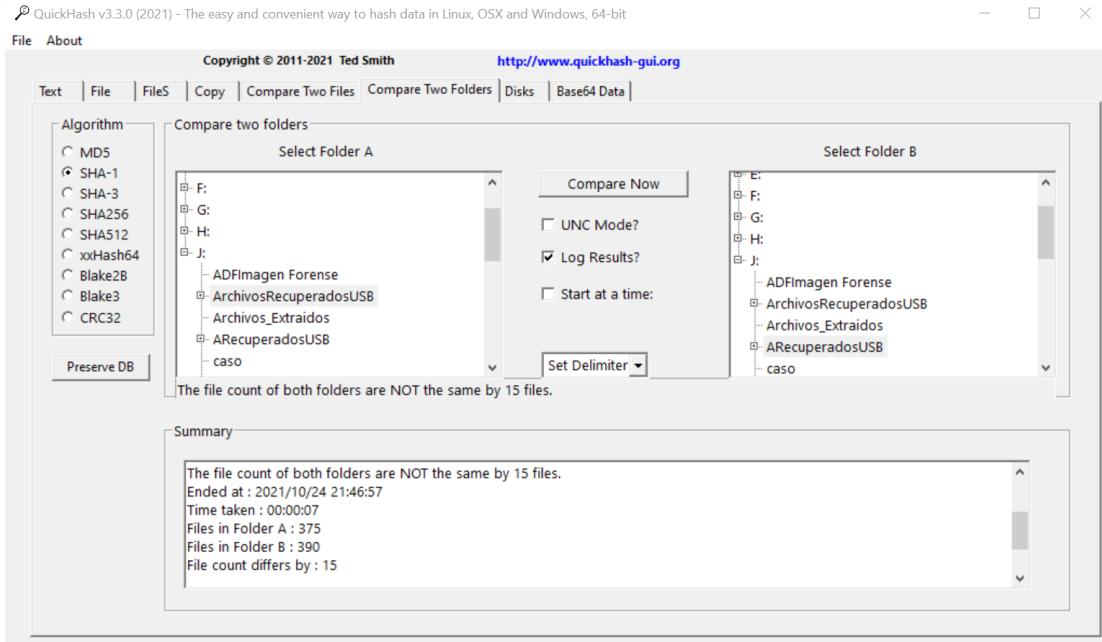 QuickHash v3.3.0 (2021) - The easy and convenient way to hash data in Linux, OSX and Windows, 64-bit
File About
Copyright © 2011-2021 Ted Smith http://www.quickhash-gui.org
Text File FileS Copy Compare Two Files Compare Two Folders Disks Base64 Data
Algorithm
MD5
SHA-1
SHA-3
SHA256
SHA512
xxHash64
Blake2B
Blake3
CRC32
Preserve DB
Compare two folders
Select Folder A
F:
G:
H:
J:
ADFImagen Forense
ArchivosRecuperadosUSB
Archivos_Extraidos
ARecuperadosUSB
caso
Compare Now
UNC Mode?
Log Results?
Start at a time:
Set Delimiter
Select Folder B
E:
F:
G:
H:
J:
ADFImagen Forense
ArchivosRecuperadosUSB
Archivos_Extraidos
ARecuperadosUSB
caso
The file count of both folders are NOT the same by 15 files.
Summary
The file count of both folders are NOT the same by 15 files.
Ended at : 2021/10/24 21:46:57
Time taken : 00:00:07
Files in Folder A : 375
Files in Folder B : 390
File count differs by : 15